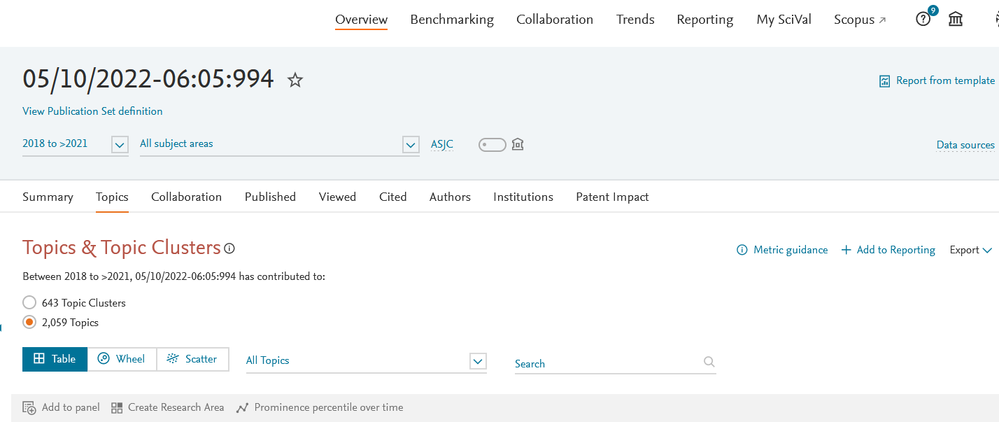 Overview Benchmarking Collaboration Trends Reporting My SciVal Scopus 9
05/10/2022-06:05:994
Report from template
View Publication Set definition
2018 to >2021 All subject areas ASJC
Data sources
Summary Topics Collaboration Published Viewed Cited Authors Institutions Patent Impact
Topics & Topic Clusters
Metric guidance Add to Reporting Export
Between 2018 to >2021, 05/10/2022-06:05:994 has contributed to:
643 Topic Clusters
2,059 Topics
Table Wheel Scatter All Topics Search
Add to panel Create Research Area Prominence percentile over time